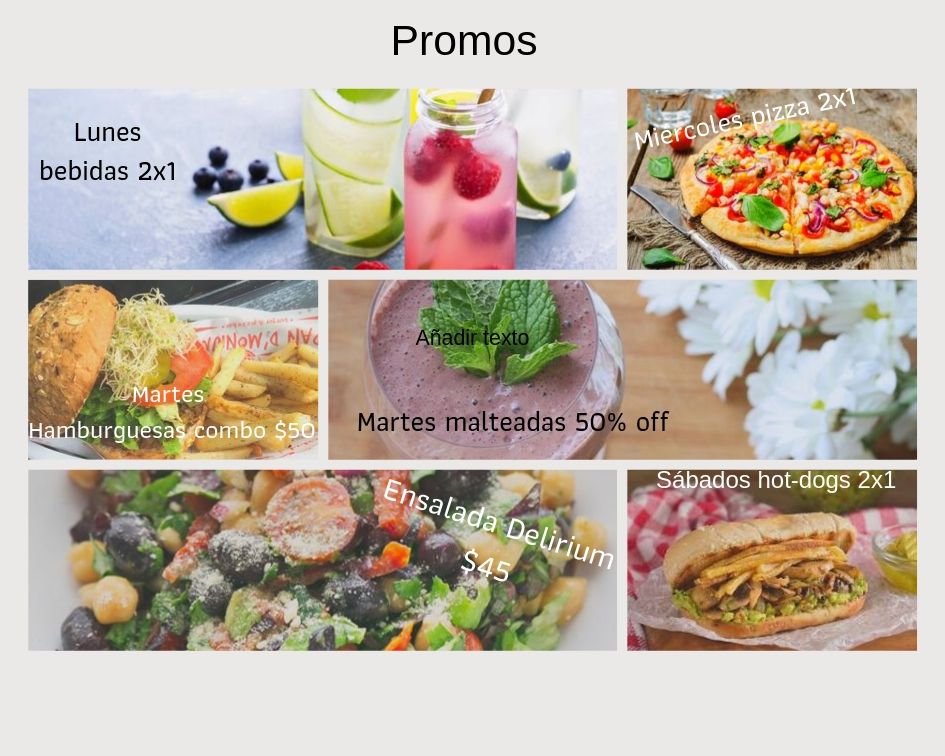 Promos
Lunes
bebidas 2x1
Miércoles pizza 2x1
Martes
Hamburguesas combo $50
Añadir texto
Martes malteadas 50% off
Ensalada Delirium
$45
Sábados hot-dogs 2x1